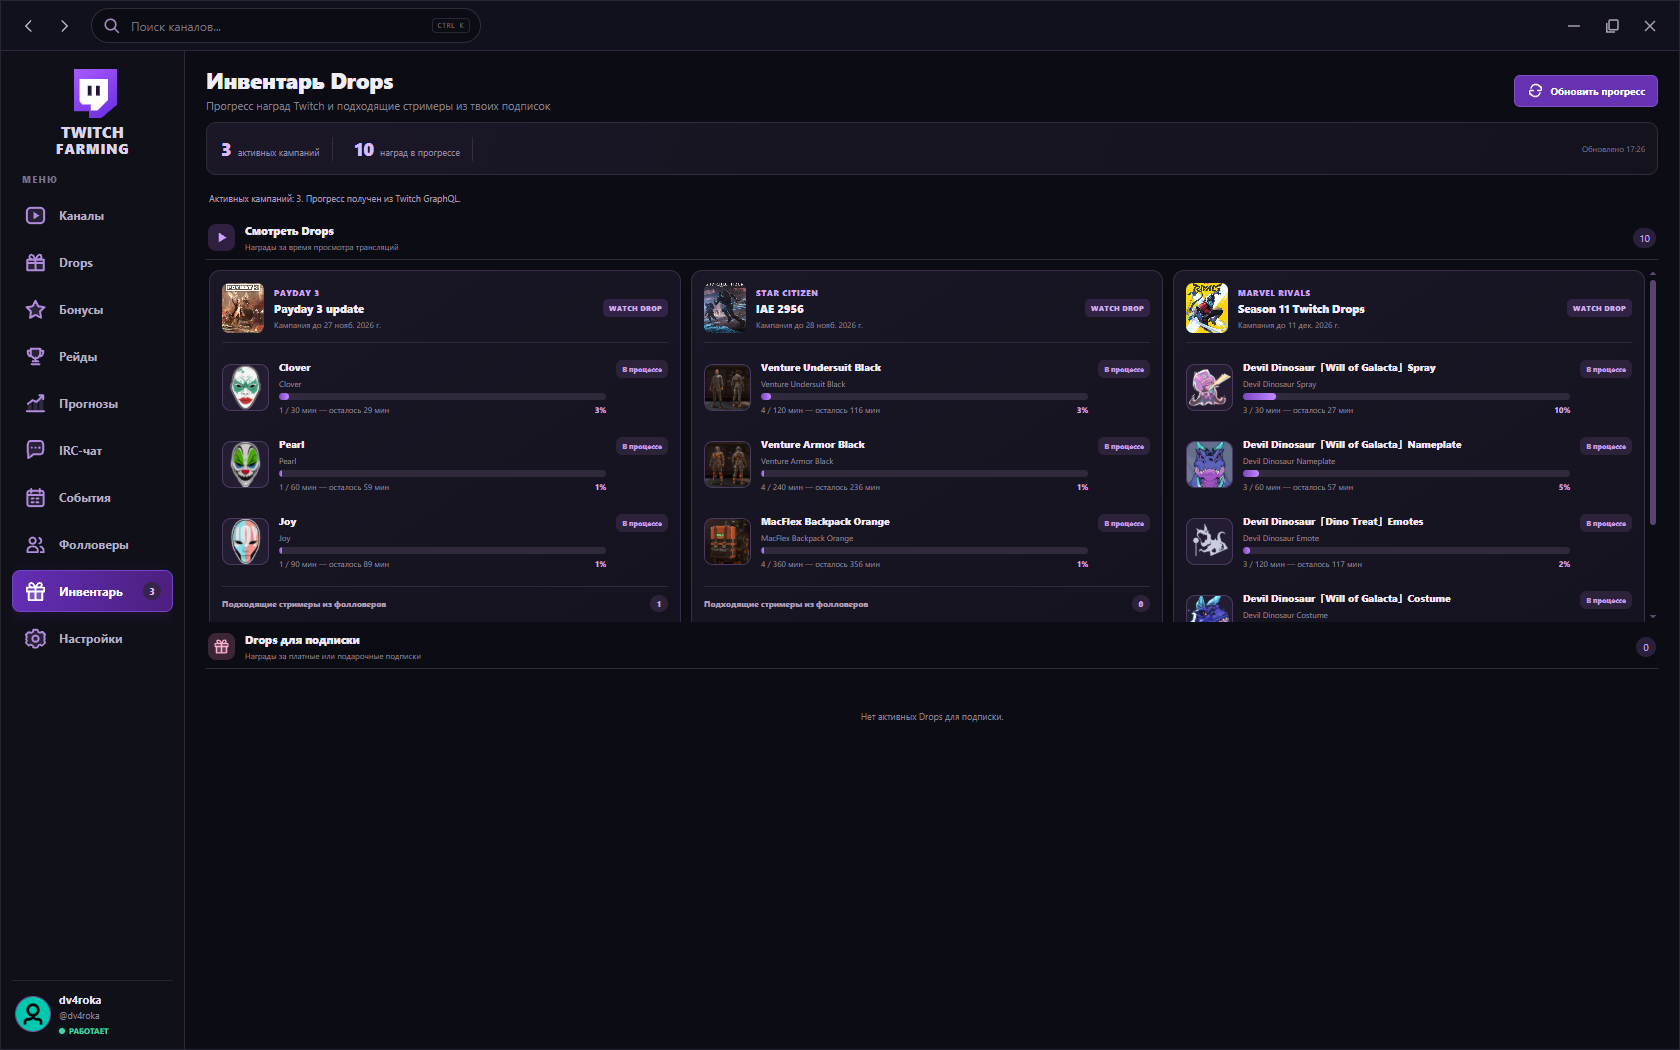 Поиск каналов...
CTRL K
TWITCH
FARMING
МЕНЮ
Каналы
Drops
Бонусы
Рейды
Прогнозы
IRC-чат
События
Фолловеры
Инвентарь 3
Настройки
dv4roka
@dv4roka
РАБОТАЕТ
Инвентарь Drops
Прогресс наград Twitch и подходящие стримеры из твоих подписок
Обновить прогресс
3 активных кампаний
10 наград в прогрессе
Обновлено 17:26
Активных кампаний: 3. Прогресс получен из Twitch GraphQL.
Смотреть Drops
Награды за время просмотра трансляций
10
PAYDAY 3
Payday 3 update
Кампания до 27 нояб. 2026 г.
WATCH DROP
Clover
В процессе
Clover
1 / 30 мин — осталось 29 мин 3%
Pearl
В процессе
Pearl
1 / 60 мин — осталось 59 мин 1%
Joy
В процессе
Joy
1 / 90 мин — осталось 89 мин 1%
Подходящие стримеры из фолловеров 1
STAR CITIZEN
IAE 2956
Кампания до 28 нояб. 2026 г.
WATCH DROP
Venture Undersuit Black
В процессе
Venture Undersuit Black
4 / 120 мин — осталось 116 мин 3%
Venture Armor Black
В процессе
Venture Armor Black
4 / 240 мин — осталось 236 мин 1%
MacFlex Backpack Orange
В процессе
MacFlex Backpack Orange
4 / 360 мин — осталось 356 мин 1%
Подходящие стримеры из фолловеров 0
MARVEL RIVALS
Season 11 Twitch Drops
Кампания до 11 дек. 2026 г.
WATCH DROP
Devil Dinosaur「Will of Galacta」Spray
В процессе
Devil Dinosaur Spray
3 / 30 мин — осталось 27 мин 10%
Devil Dinosaur「Will of Galacta」Nameplate
В процессе
Devil Dinosaur Nameplate
3 / 60 мин — осталось 57 мин 5%
Devil Dinosaur「Dino Treat」Emotes
В процессе
Devil Dinosaur Emote
3 / 120 мин — осталось 117 мин 2%
Devil Dinosaur「Will of Galacta」Costume
В процессе
Devil Dinosaur Costume
Drops для подписки
Награды за платные или подарочные подписки
0
Нет активных Drops для подписки.